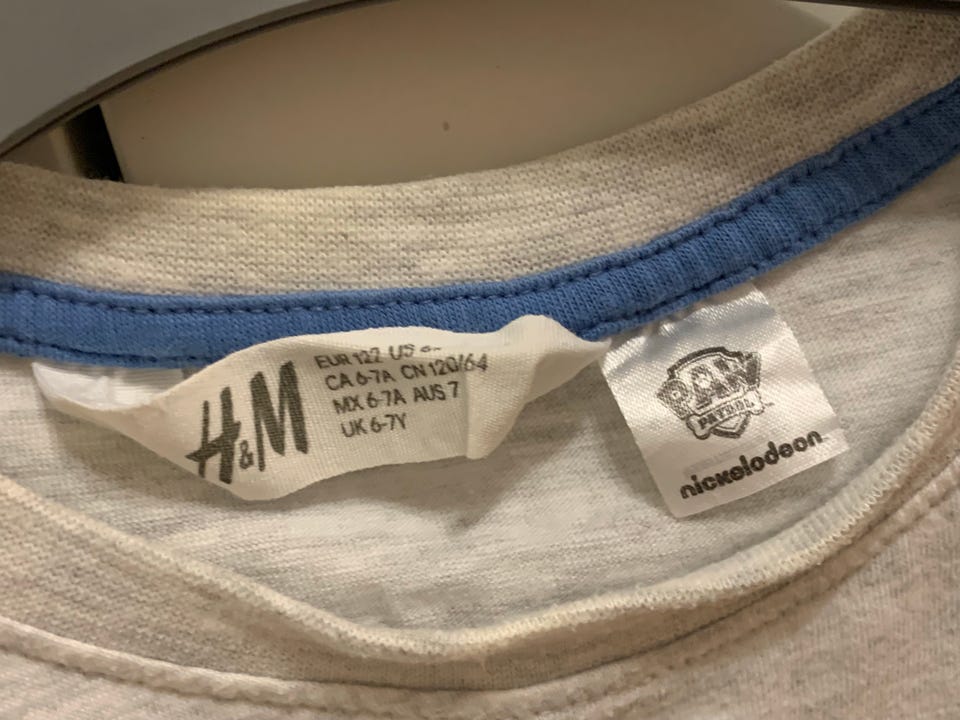 H&M
EUR 122 US
CA 6-7A CN 120/64
MX 6-7A AUS 7
UK 6-7Y
PAW
PATROL
nickelodeon